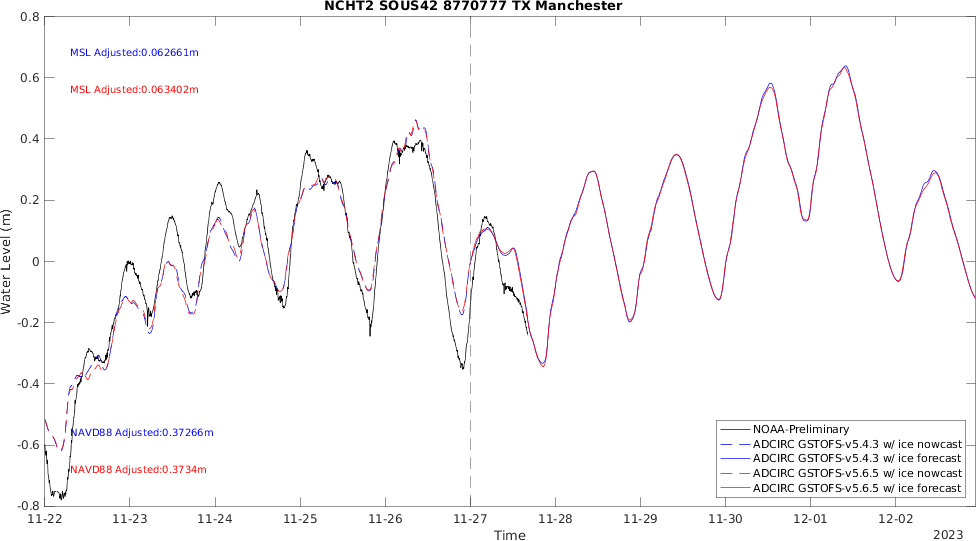 NCHT2 SOUS42 8770777 TX Manchester
0.8
MSL Adjusted:0.062661m
0.6
MSL Adjusted:0.063402m
0.4
0.2
0
Water Level (m)
-0.2
-0.4
NAVD88 Adjusted:0.37266m
NOAA-Preliminary
-0.6
ADCIRC GSTOFS-v5.4.3 w/ ice nowcast
ADCIRC GSTOFS-v5.4.3 w/ ice forecast
NAVD88 Adjusted:0.3734m
ADCIRC GSTOFS-v5.6.5 w/ ice nowcast
ADCIRC GSTOFS-v5.6.5 w/ ice forecast
-0.8
11-22 11-23 11-24 11-25 11-26 11-27 11-28 11-29 11-30 12-01 12-02
Time
2023